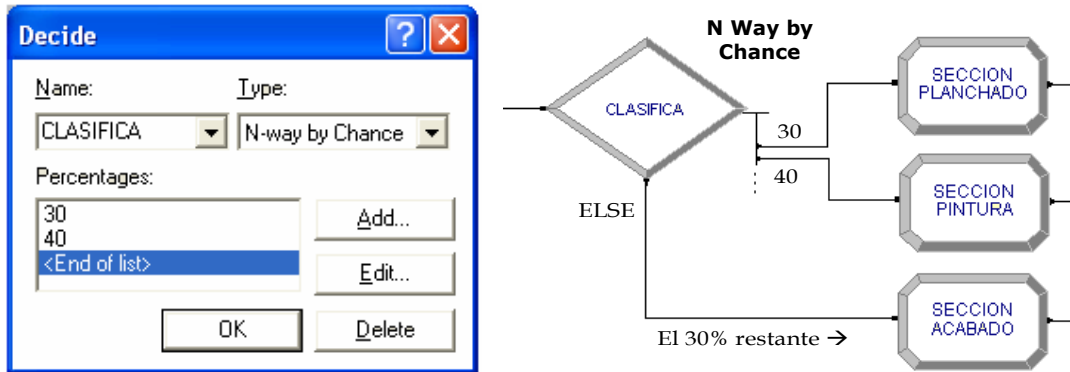 Decide
Name:
Type:
CLASIFICA
N-way by Chance
Percentages:
30
40
<End of list>
Add...
Edit...
OK
Delete
N Way by
Chance
CLASIFICA
30
40
ELSE
SECCION
PLANCHADO
SECCION
PINTURA
SECCION
ACABADO
El 30% restante →